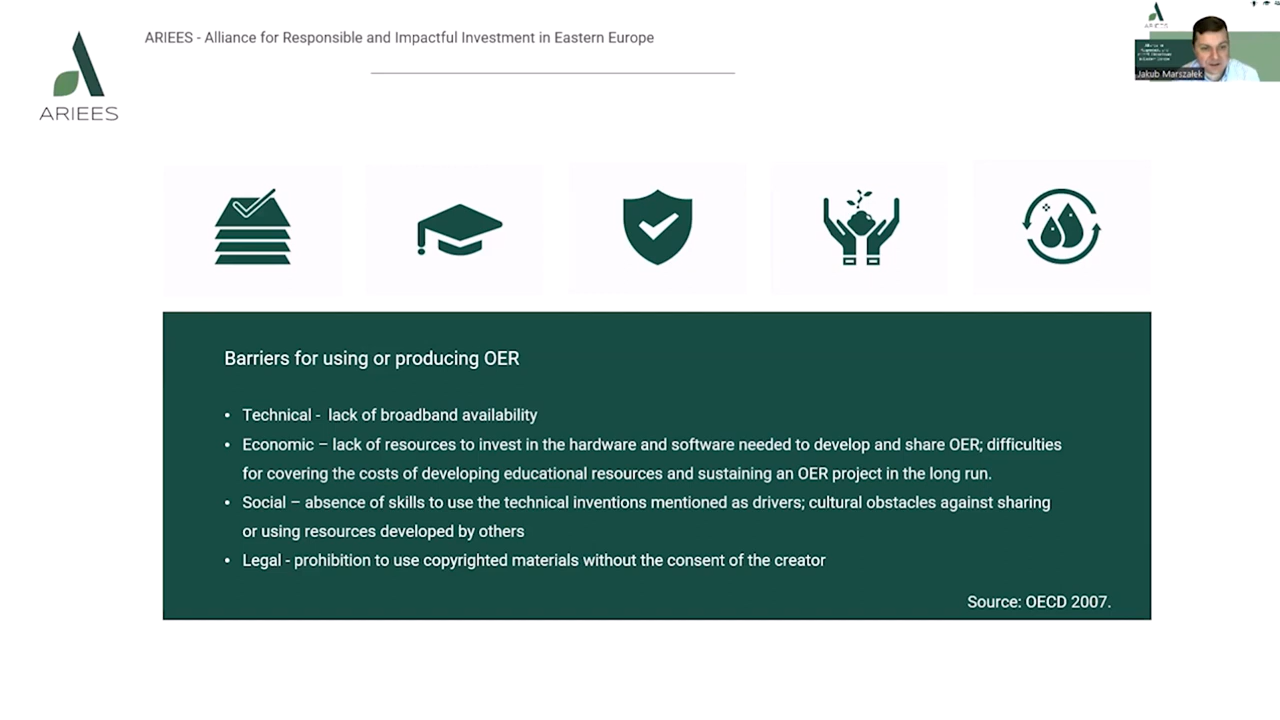 ARIEES - Alliance for Responsible and Impactful Investment in Eastern Europe
ARIEES
Jakub Marszałek
Barriers for using or producing OER
• Technical - lack of broadband availability
• Economic – lack of resources to invest in the hardware and software needed to develop and share OER; difficulties
for covering the costs of developing educational resources and sustaining an OER project in the long run.
• Social – absence of skills to use the technical inventions mentioned as drivers; cultural obstacles against sharing
or using resources developed by others
• Legal - prohibition to use copyrighted materials without the consent of the creator
Source: OECD 2007.